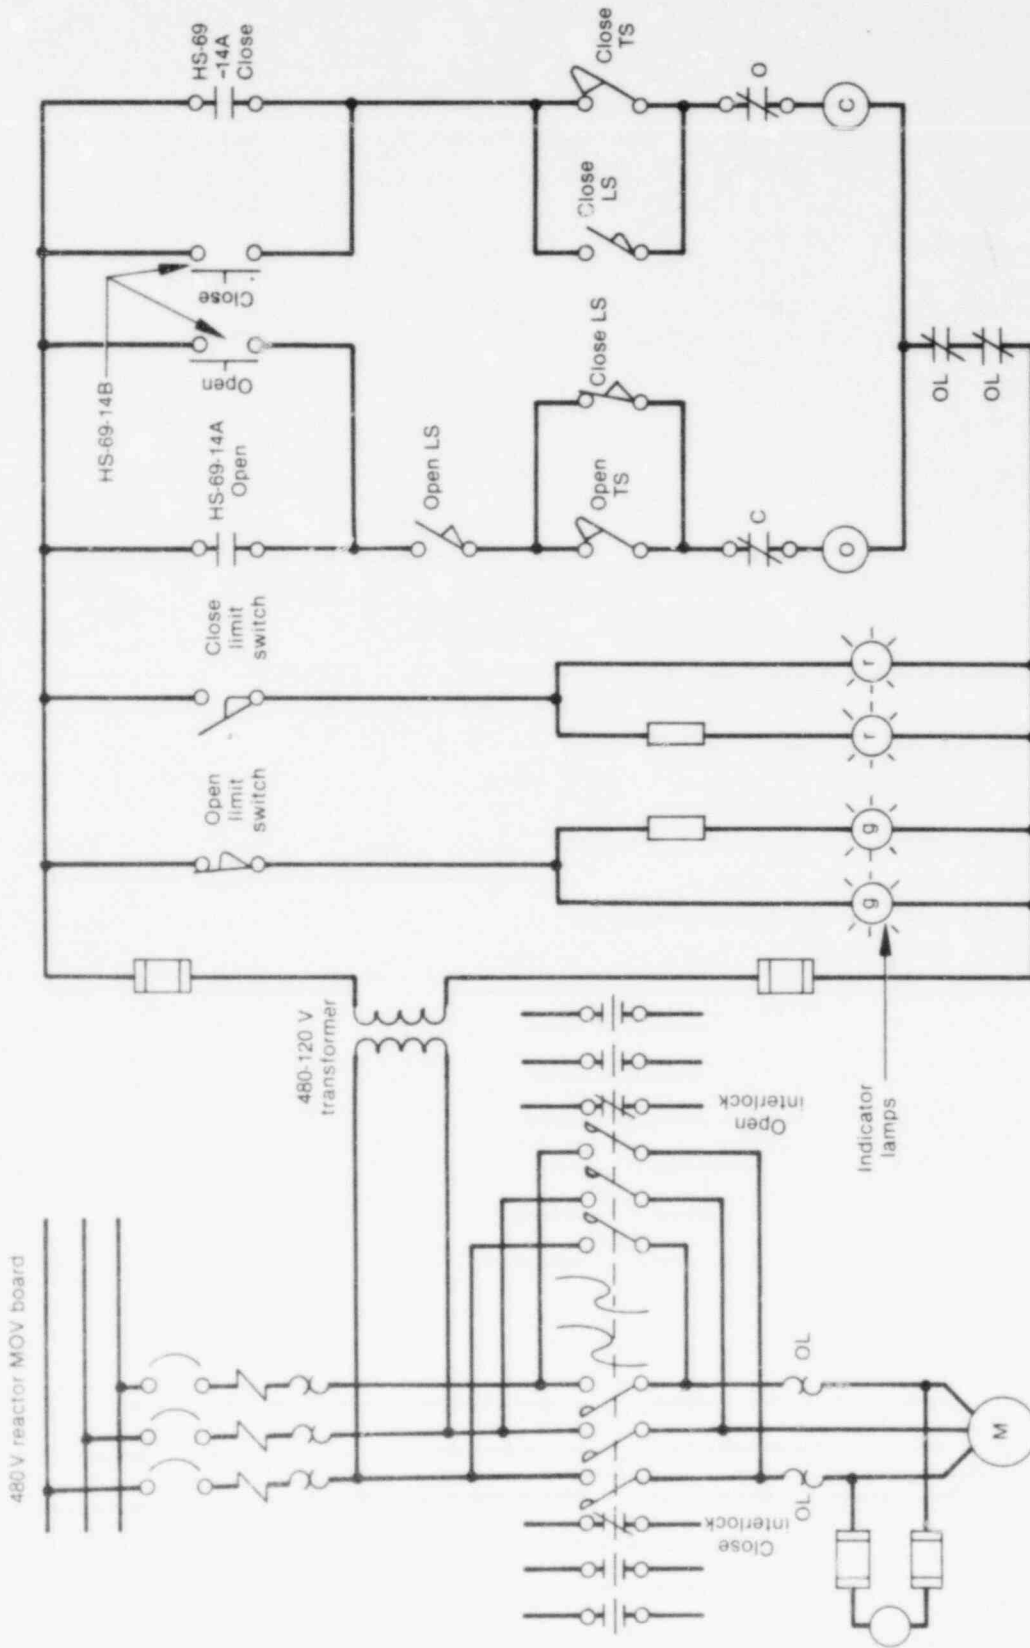 HS-69
-14A
Close
Close
TS
O
C
Close
Close
LS
HS-69-14B
Open
Close LS
HS-69-14A
Open
Open LS
Open
TS
C
O
OL
OL
Close
limit
switch
r
r
Open
limit
switch
g
g
Indicator
lamps
480-120 V
transformer
Open
interlock
480 V reactor MOV board
OL
OL
Close
interlock
M